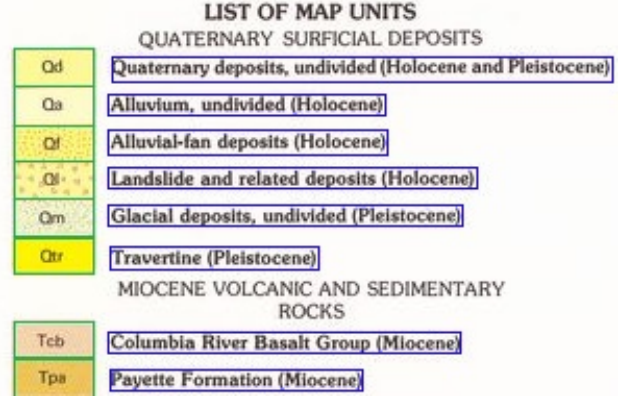 LIST OF MAP UNITS
QUATERNARY SURFICIAL DEPOSITS
Qd Quaternary deposits, undivided (Holocene and Pleistocene)
Qa Alluvium, undivided (Holocene)
Qf Alluvial-fan deposits (Holocene)
Ql Landslide and related deposits (Holocene)
Qm Glacial deposits, undivided (Pleistocene)
Qtr Travertine (Pleistocene)
MIOCENE VOLCANIC AND SEDIMENTARY
ROCKS
Tcb Columbia River Basalt Group (Miocene)
Tpa Payette Formation (Miocene)